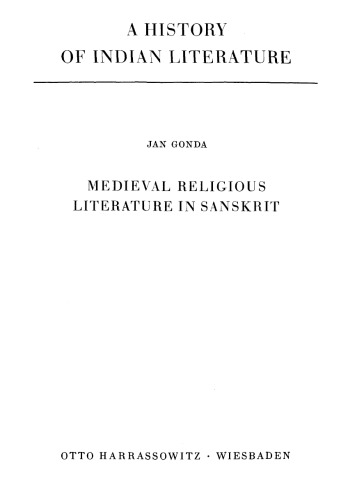 A HISTORY
OF INDIAN LITERATURE
JAN GONDA
MEDIEVAL RELIGIOUS
LITERATURE IN SANSKRIT
OTTO HARRASSOWITZ · WIESBADEN